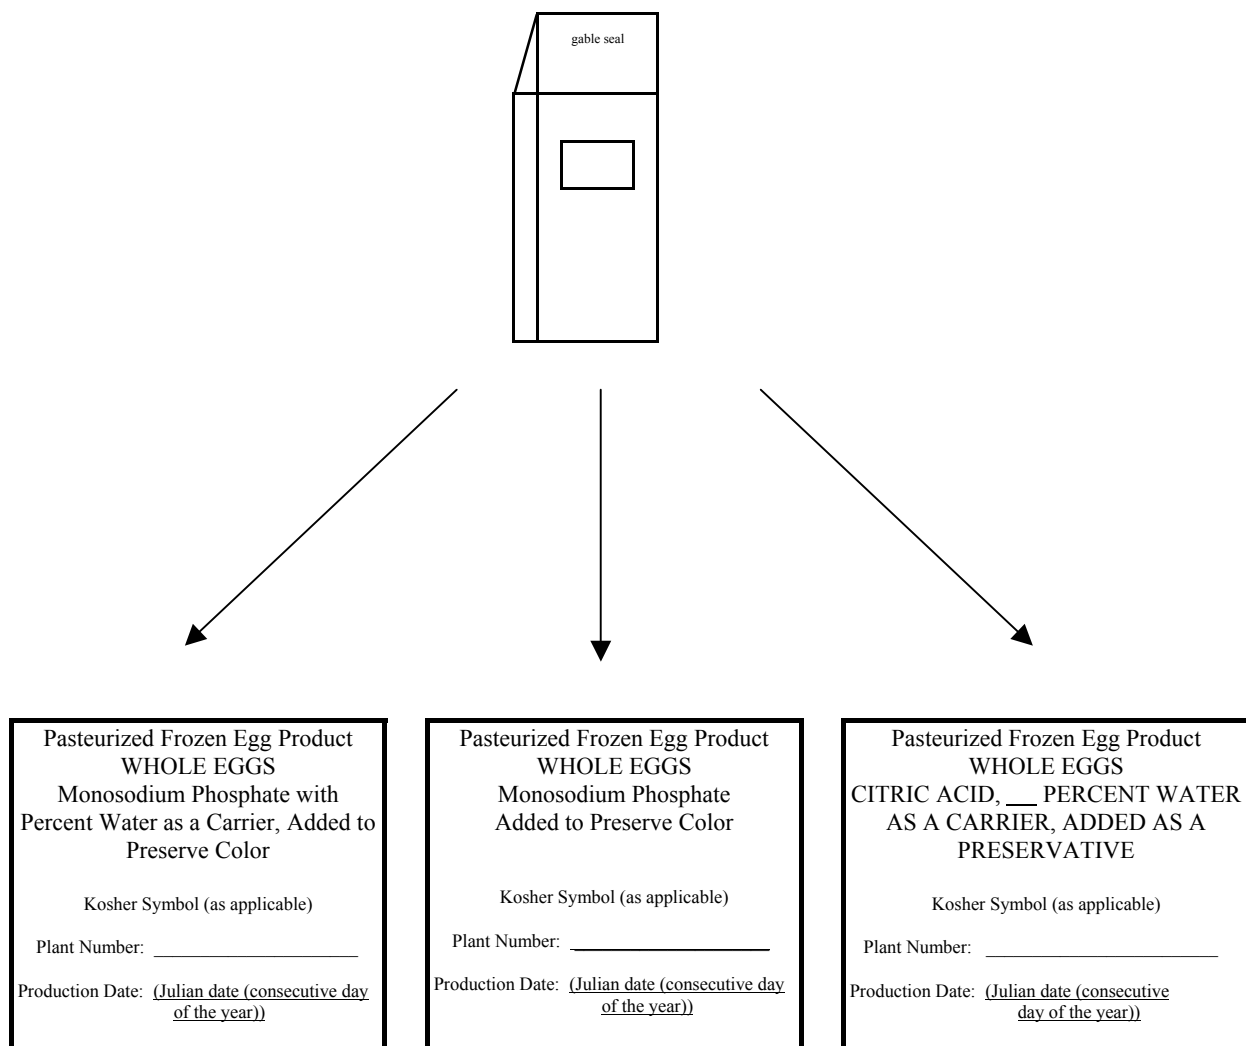 gable seal
Pasteurized Frozen Egg Product
WHOLE EGGS
Monosodium Phosphate with
Percent Water as a Carrier, Added to
Preserve Color
Kosher Symbol (as applicable)
Plant Number: ______________________
Production Date: (Julian date (consecutive day
of the year))
Pasteurized Frozen Egg Product
WHOLE EGGS
Monosodium Phosphate
Added to Preserve Color
Kosher Symbol (as applicable)
Plant Number: ______________________
Production Date: (Julian date (consecutive day
of the year))
Pasteurized Frozen Egg Product
WHOLE EGGS
CITRIC ACID, ___ PERCENT WATER
AS A CARRIER, ADDED AS A
PRESERVATIVE
Kosher Symbol (as applicable)
Plant Number: _________________________
Production Date: (Julian date (consecutive
day of the year))